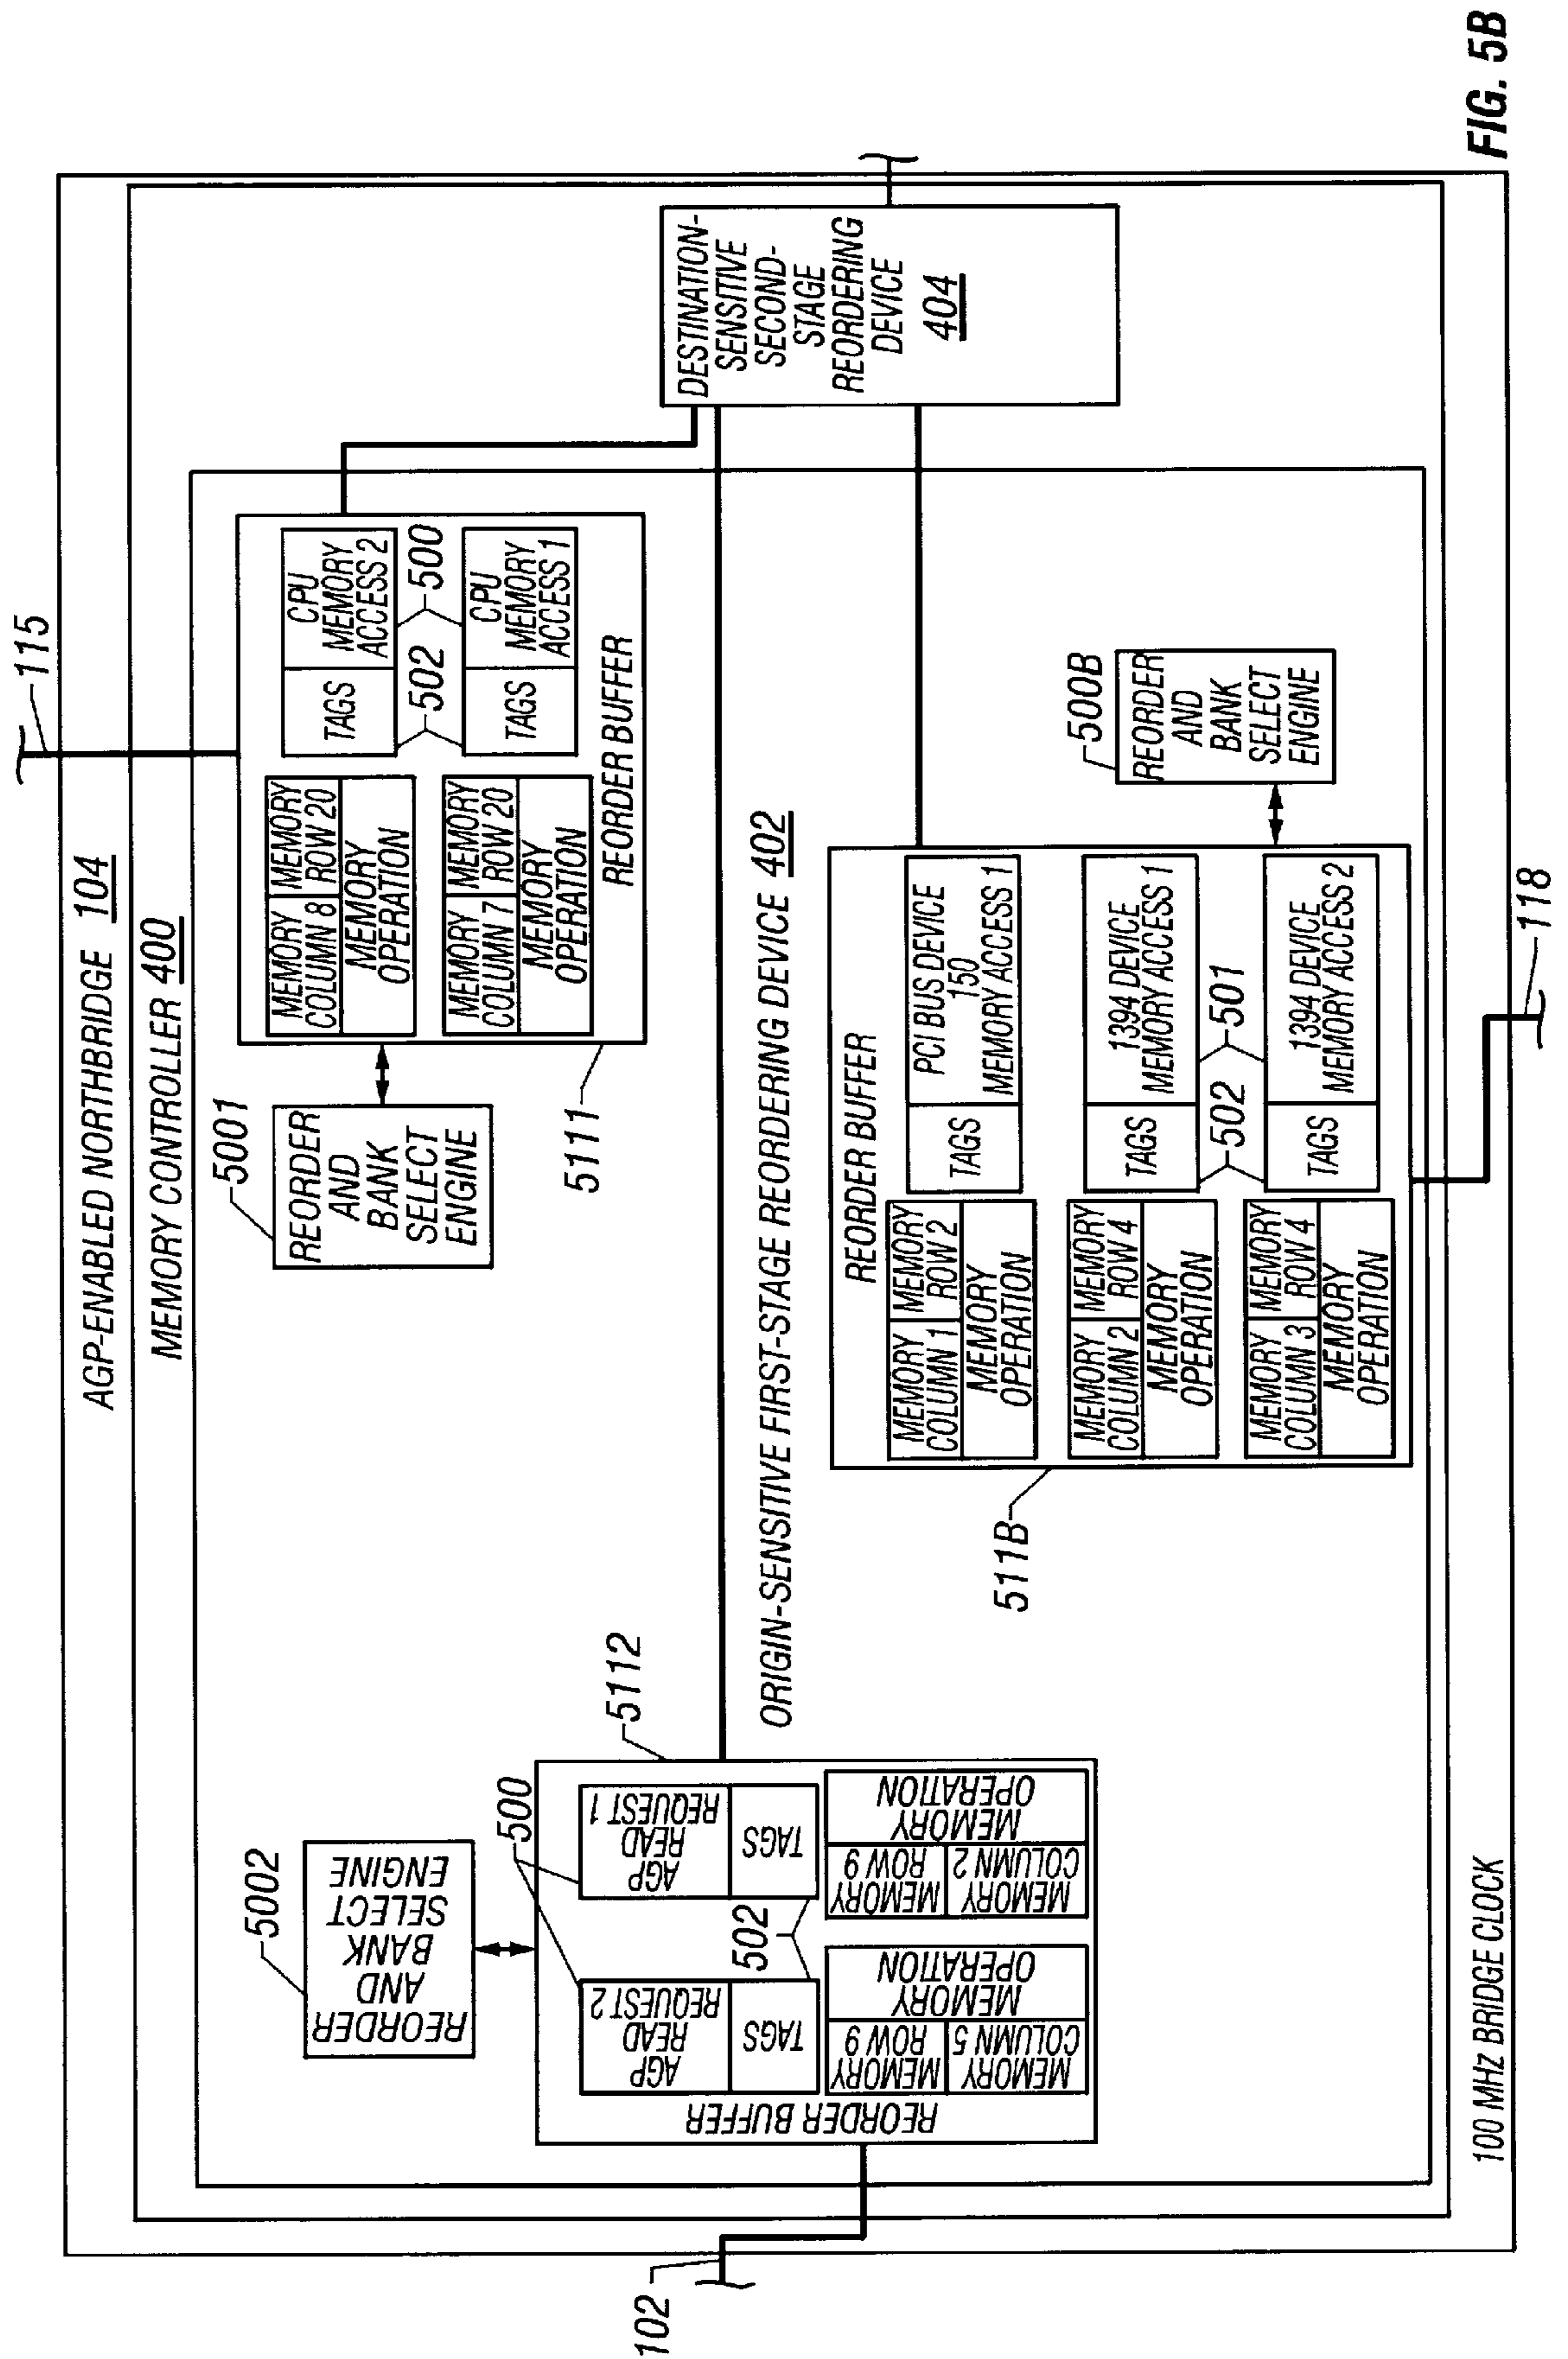 115
AGP-ENABLED NORTHBRIDGE 104
MEMORY CONTROLLER 400
5001
REORDER
AND
BANK
SELECT
ENGINE
5111
MEMORY
COLUMN 8
MEMORY
ROW 20
MEMORY
OPERATION
TAGS
CPU
MEMORY
ACCESS 2
502
500
MEMORY
COLUMN 7
MEMORY
ROW 20
MEMORY
OPERATION
TAGS
CPU
MEMORY
ACCESS 1
REORDER BUFFER
5002
REORDER
AND
BANK
SELECT
ENGINE
500
5112
102
REORDER BUFFER
AGP
READ
REQUEST 2
TAGS
MEMORY
ROW 9
MEMORY
COLUMN 5
MEMORY
OPERATION
502
AGP
READ
REQUEST 1
TAGS
MEMORY
ROW 9
MEMORY
COLUMN 2
MEMORY
OPERATION
DESTINATION-
SENSITIVE
SECOND-
STAGE
REORDERING
DEVICE
404
ORIGIN-SENSITIVE FIRST-STAGE REORDERING DEVICE 402
511B
REORDER BUFFER
MEMORY
COLUMN 1
MEMORY
ROW 2
MEMORY
OPERATION
TAGS
PCI BUS DEVICE
150
MEMORY ACCESS 1
MEMORY
COLUMN 2
MEMORY
ROW 4
MEMORY
OPERATION
TAGS
1394 DEVICE
MEMORY ACCESS 1
502
501
MEMORY
COLUMN 3
MEMORY
ROW 4
MEMORY
OPERATION
TAGS
1394 DEVICE
MEMORY ACCESS 2
500B
REORDER
AND
BANK
SELECT
ENGINE
118
100 MHz BRIDGE CLOCK
FIG. 5B